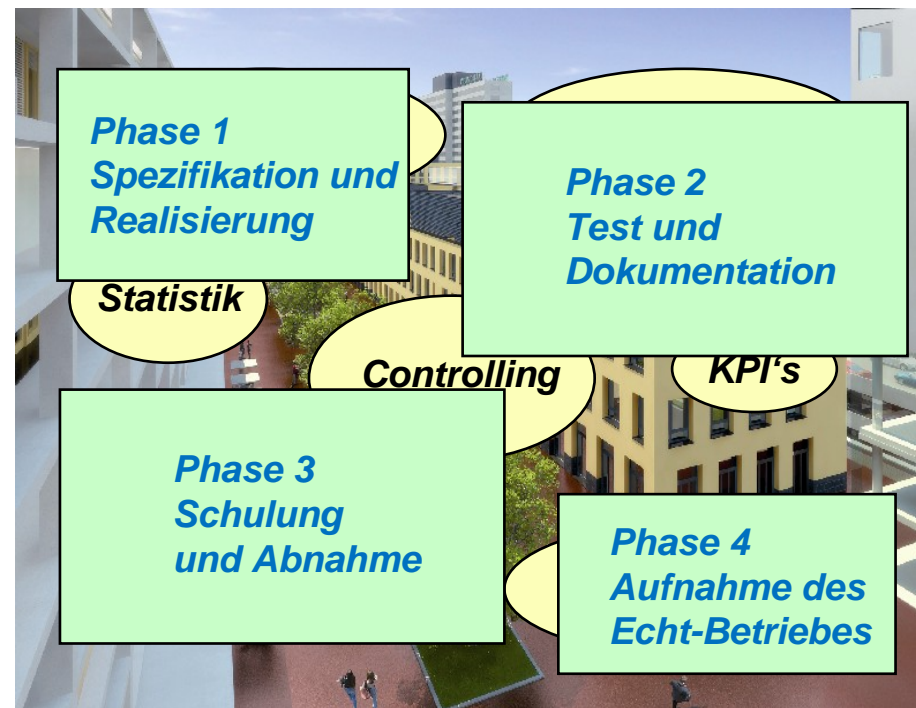 Phase 1
Spezifikation und
Realisierung
Phase 2
Test und
Dokumentation
Statistik
Controlling
KPI‘s
Phase 3
Schulung
und Abnahme
Phase 4
Aufnahme des
Echt-Betriebes